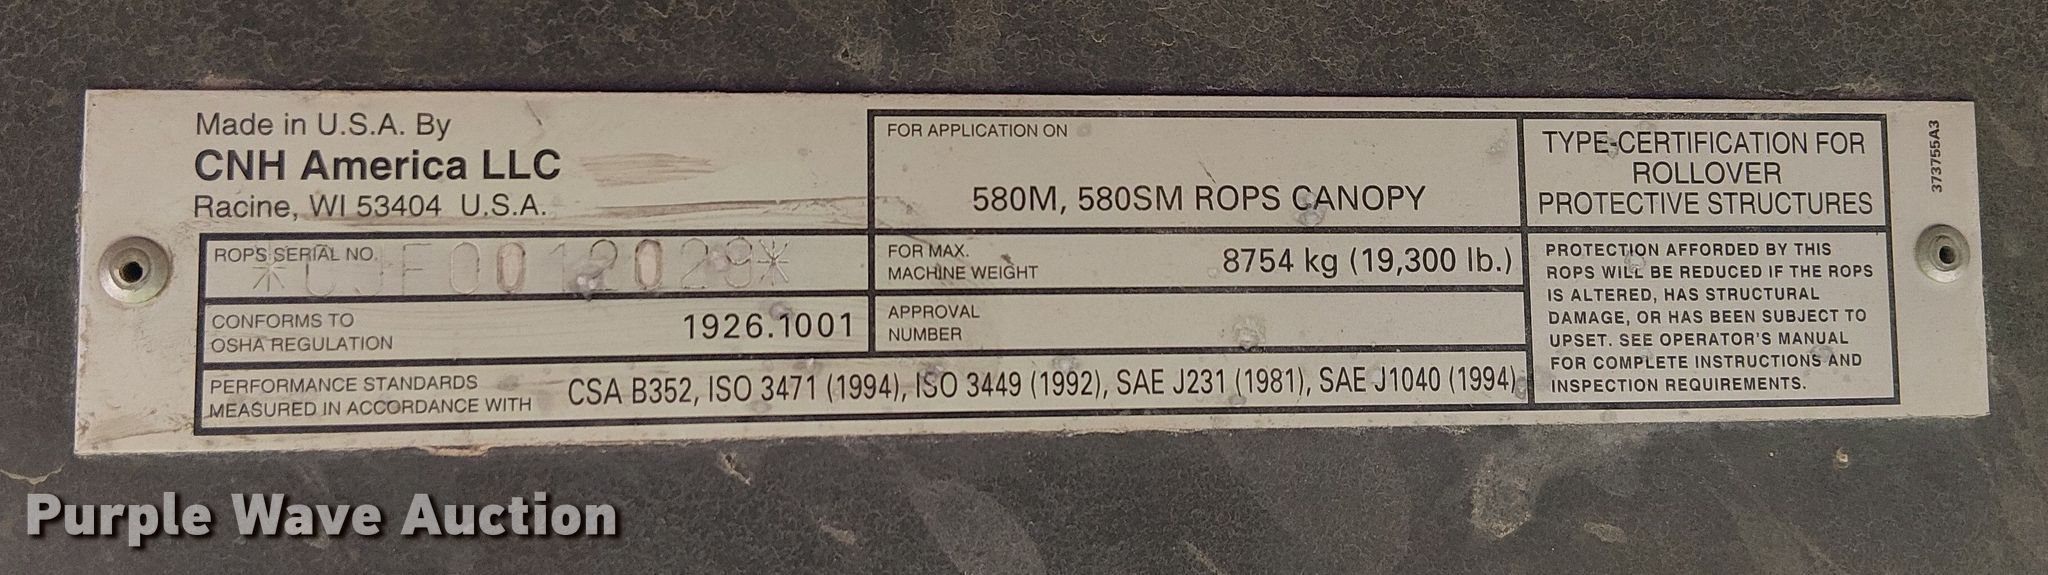 Made in U.S.A. By
CNH America LLC
Racine, WI 53404 U.S.A.
ROPS SERIAL NO.
*CJF0012029*
CONFORMS TO
OSHA REGULATION
1926.1001
PERFORMANCE STANDARDS
MEASURED IN ACCORDANCE WITH
CSA B352, ISO 3471 (1994), ISO 3449 (1992), SAE J231 (1981), SAE J1040 (1994)
FOR APPLICATION ON
580M, 580SM ROPS CANOPY
FOR MAX.
MACHINE WEIGHT
8754 kg (19,300 lb.)
APPROVAL
NUMBER
TYPE-CERTIFICATION FOR
ROLLOVER
PROTECTIVE STRUCTURES
PROTECTION AFFORDED BY THIS
ROPS WILL BE REDUCED IF THE ROPS
IS ALTERED, HAS STRUCTURAL
DAMAGE, OR HAS BEEN SUBJECT TO
UPSET. SEE OPERATOR'S MANUAL
FOR COMPLETE INSTRUCTIONS AND
INSPECTION REQUIREMENTS.
373755A3
Purple Wave Auction